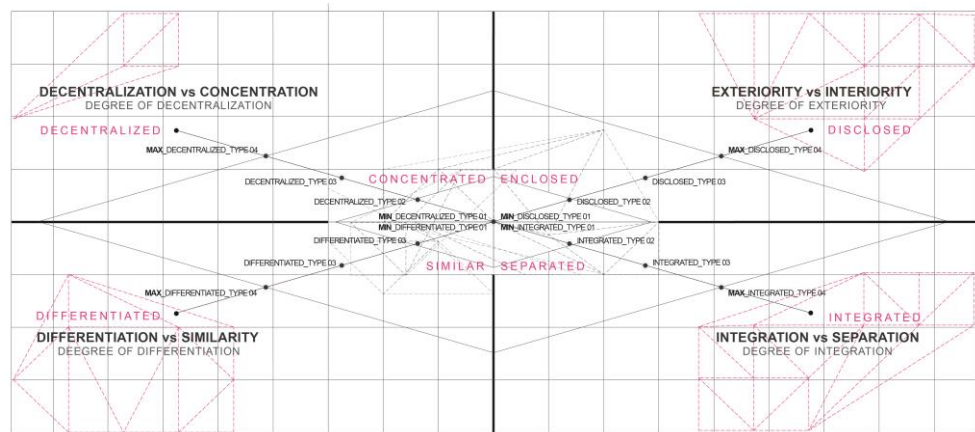 DECENTRALIZATION vs CONCENTRATION
DEGREE OF DECENTRALIZATION
DECENTRALIZED
MAX_DECENTRALIZED_TYPE 04
DECENTRALIZED_TYPE 03
DECENTRALIZED_TYPE 02
MIN_DECENTRALIZED_TYPE 01
CONCENTRATED
EXTERIORITY vs INTERIORITY
DEGREE OF EXTERIORITY
DISCLOSED
MAX_DISCLOSED_TYPE 04
DISCLOSED_TYPE 03
DISCLOSED_TYPE 02
MIN_DISCLOSED_TYPE 01
ENCLOSED
MIN_DIFFERENTIATED_TYPE 01
DIFFERENTIATED_TYPE 03
DIFFERENTIATED_TYPE 03
MAX_DIFFERENTIATED_TYPE 04
SIMILAR
DIFFERENTIATED
DIFFERENTIATION vs SIMILARITY
DEEGREE OF DIFFERENTIATION
MIN_INTEGRATED_TYPE 01
INTEGRATED_TYPE 02
INTEGRATED_TYPE 03
MAX_INTEGRATED_TYPE 04
SEPARATED
INTEGRATED
INTEGRATION vs SEPARATION
DEGREE OF INTEGRATION